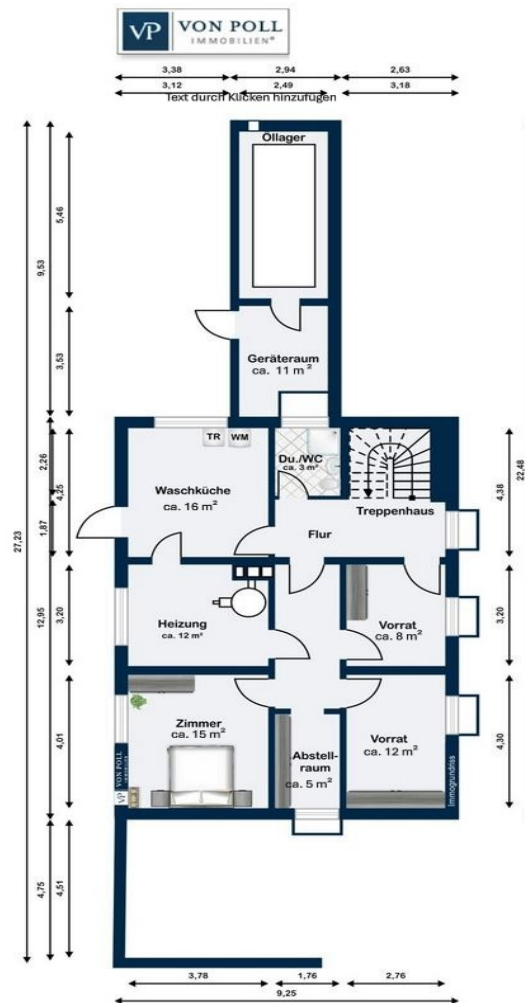 VP VON POLL
IMMOBILIEN®
3,38 2,94 2,63
3,12 2,49 3,18
Text durch Klicken hinzufügen
Öllager
5,46
9,53
Geräteraum
ca. 11 m²
3,53
TR WM
Du./WC
ca. 3 m²
2,26
4,25
4,38
22,48
Waschküche
ca. 16 m²
Treppenhaus
1,87
Flur
27,23
12,95
3,20
Heizung
ca. 12 m²
Vorrat
ca. 8 m²
3,20
4,01
Zimmer
ca. 15 m²
Abstell-
raum
ca. 5 m²
Vorrat
ca. 12 m²
4,30
VP VON POLL
Immogrundriss
4,75
4,51
3,78 1,76 2,76
9,25